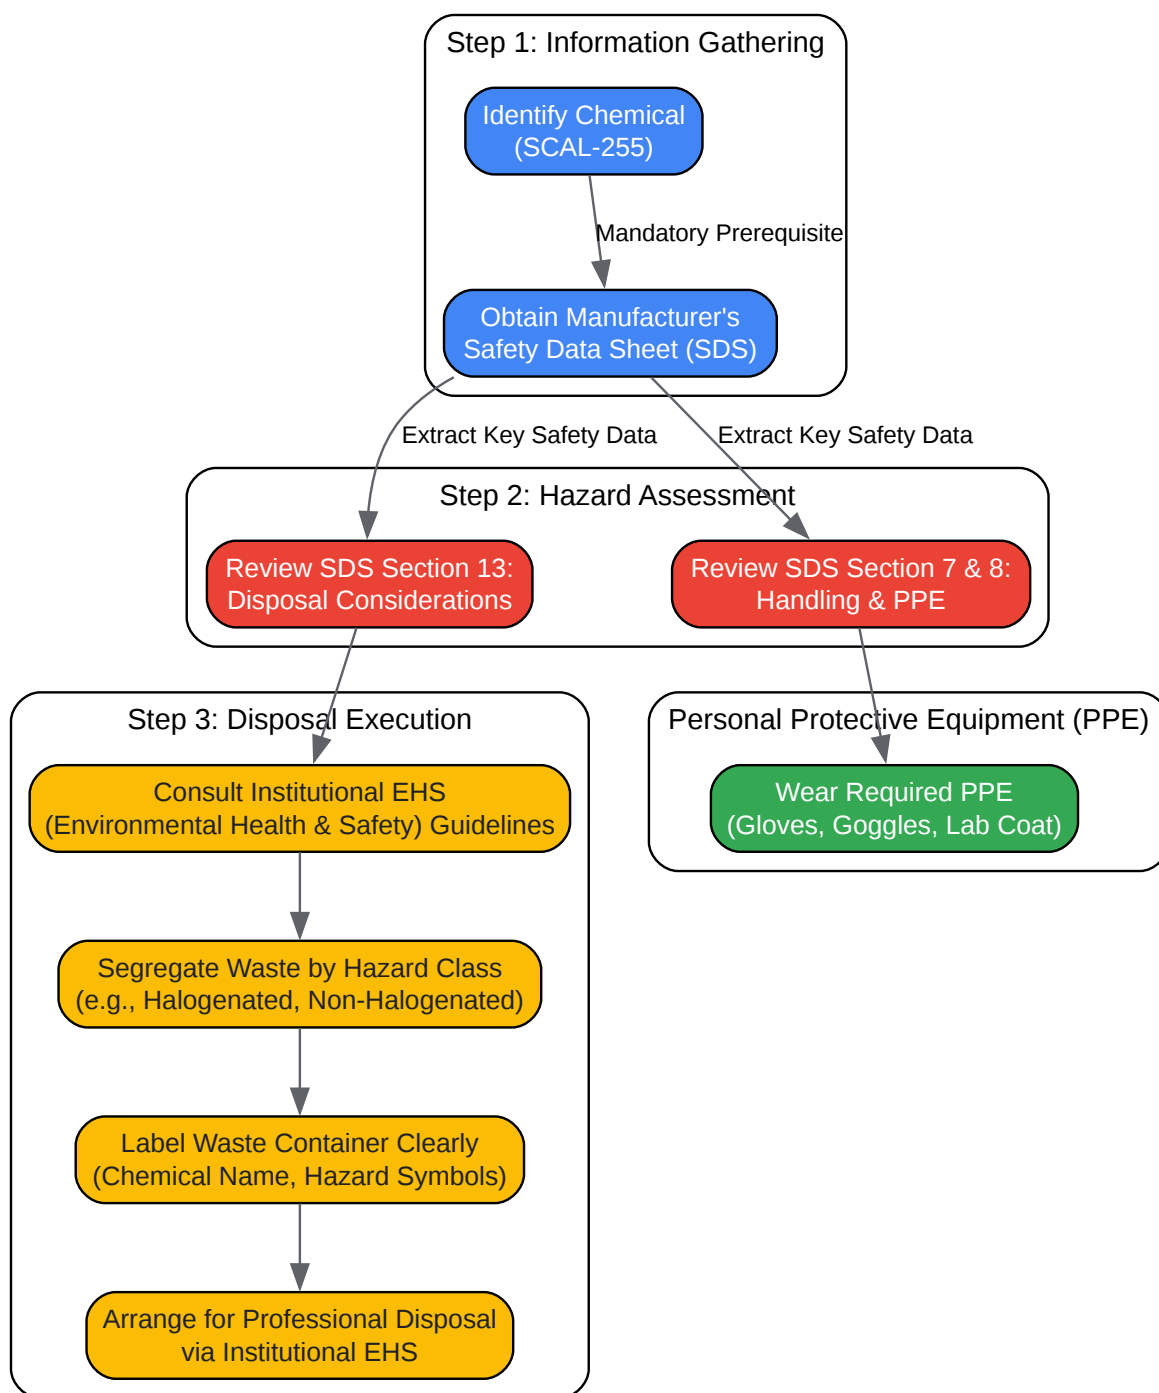 Step 1: Information Gathering
Identify Chemical
(SCAL-255)
Mandatory Prerequisite
Obtain Manufacturer's
Safety Data Sheet (SDS)
Extract Key Safety Data
Extract Key Safety Data
Step 2: Hazard Assessment
Review SDS Section 13:
Disposal Considerations
Review SDS Section 7 & 8:
Handling & PPE
Step 3: Disposal Execution
Consult Institutional EHS
(Environmental Health & Safety) Guidelines
Segregate Waste by Hazard Class
(e.g., Halogenated, Non-Halogenated)
Label Waste Container Clearly
(Chemical Name, Hazard Symbols)
Arrange for Professional Disposal
via Institutional EHS
Personal Protective Equipment (PPE)
Wear Required PPE
(Gloves, Goggles, Lab Coat)